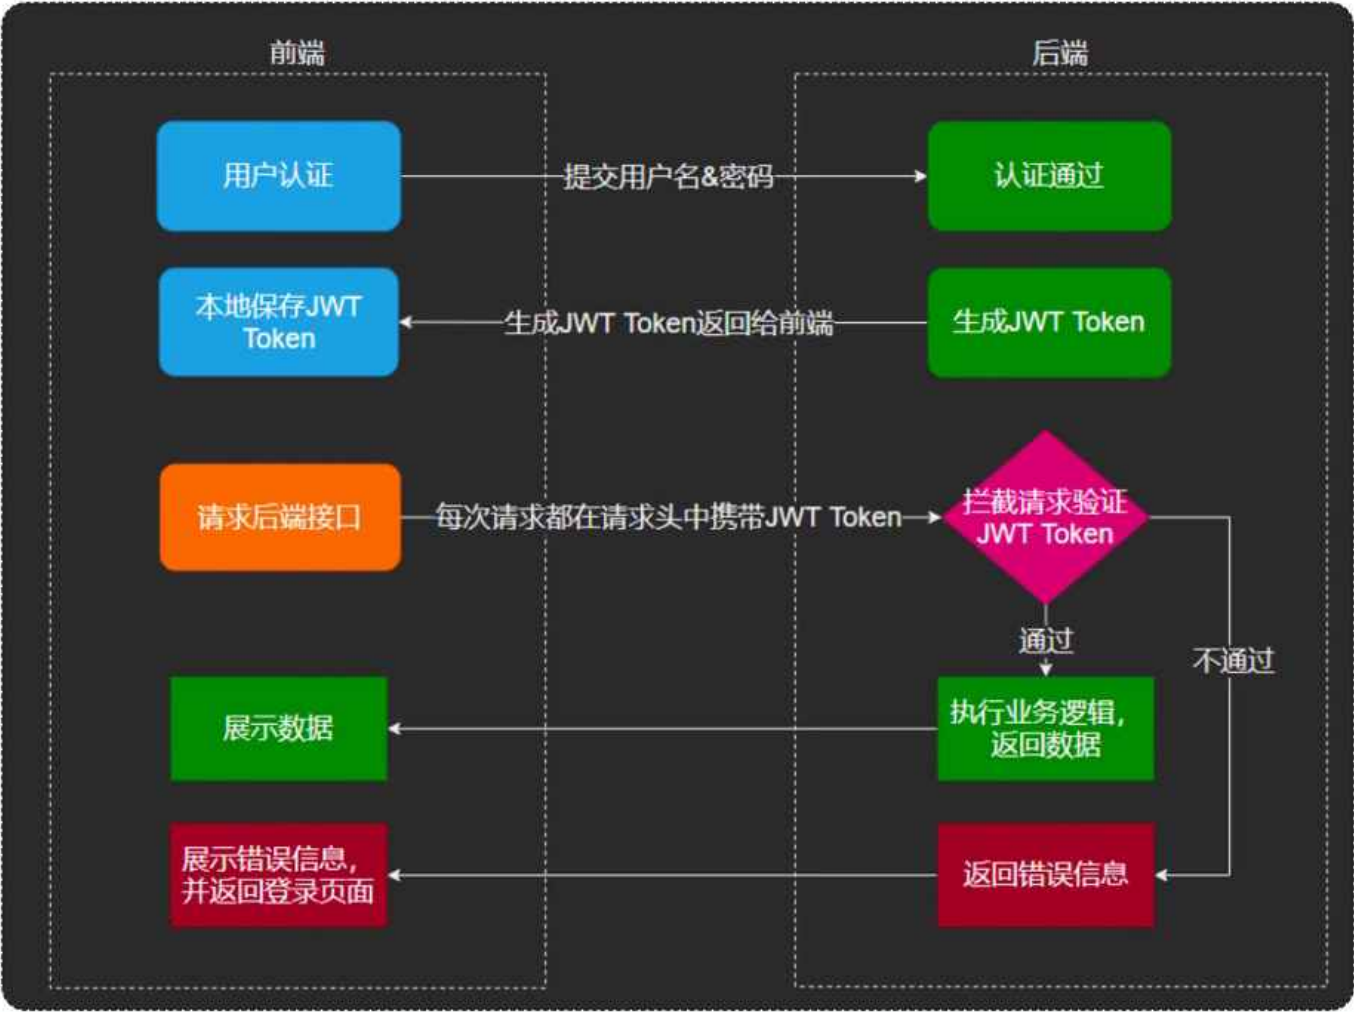 前端
后端
用户认证
提交用户名&密码
认证通过
本地保存JWT
Token
生成JWT Token返回给前端
生成JWT Token
请求后端接口
每次请求都在请求头中携带JWT Token
拦截请求验证
JWT Token
通过
不通过
展示数据
执行业务逻辑，
返回数据
展示错误信息，
并返回登录页面
返回错误信息